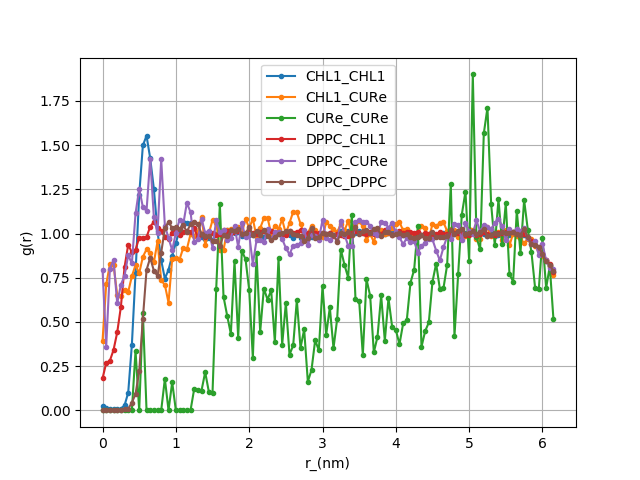 CHL1_CHL1
CHL1_CURe
CURe_CURe
DPPC_CHL1
DPPC_CURe
DPPC_DPPC
g(r)
1.75
1.50
1.25
1.00
0.75
0.50
0.25
0.00
0 1 2 3 4 5 6
r_(nm)